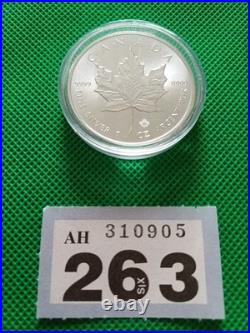 CANADA
9999 9999
FINE SILVER 1 OZ ARGENT PUR
AH 310905
263
SIX